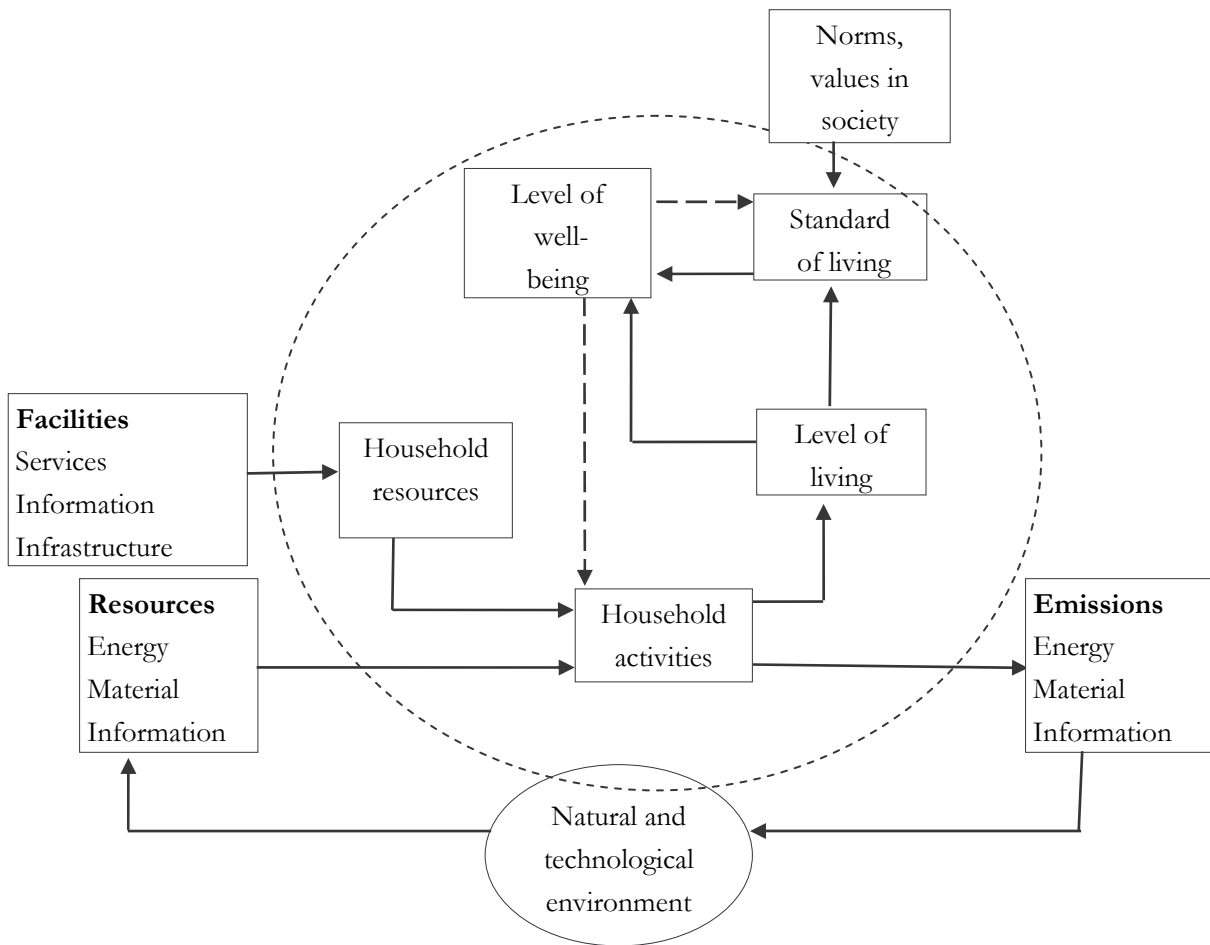 Norms,
values in
society
Level of
well-
being
Standard
of living
Facilities
Services
Information
Infrastructure
Household
resources
Level of
living
Resources
Energy
Material
Information
Household
activities
Emissions
Energy
Material
Information
Natural and
technological
environment